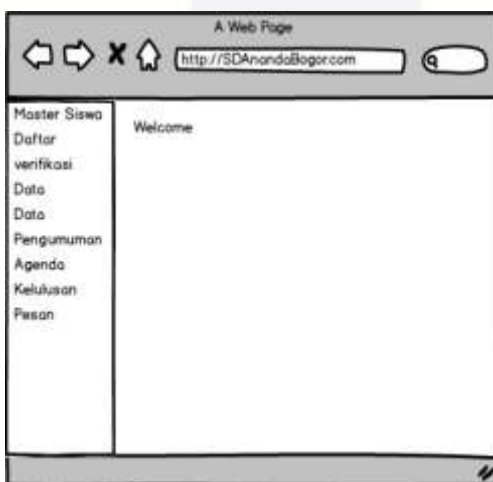 A Web Page
http://SDAnandaBogor.com
Master Siswa
Welcome
Daftar
verifikasi
Data
Data
Pengumuman
Agenda
Kelulusan
Pesan